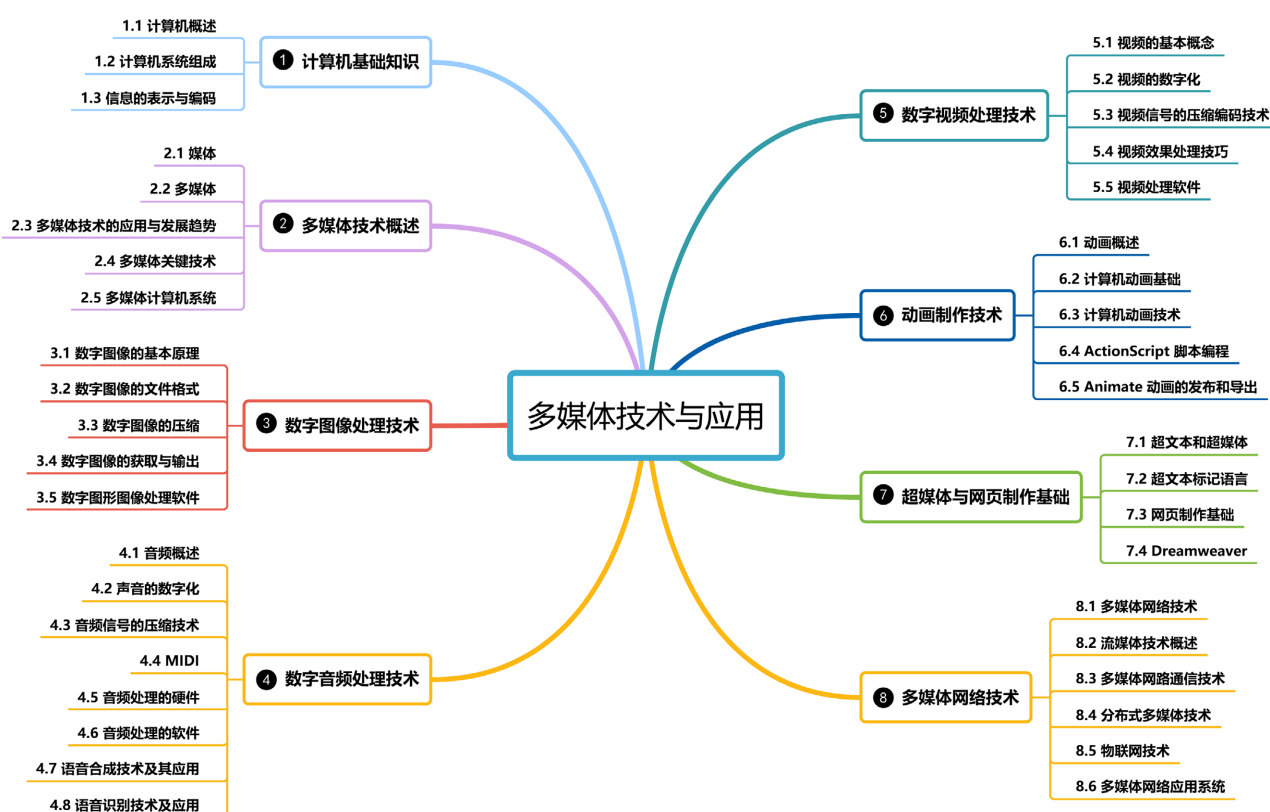 多媒体技术与应用
1 计算机基础知识
1.1 计算机概述
1.2 计算机系统组成
1.3 信息的表示与编码
2 多媒体技术概述
2.1 媒体
2.2 多媒体
2.3 多媒体技术的应用与发展趋势
2.4 多媒体关键技术
2.5 多媒体计算机系统
3 数字图像处理技术
3.1 数字图像的基本原理
3.2 数字图像的文件格式
3.3 数字图像的压缩
3.4 数字图像的获取与输出
3.5 数字图形图像处理软件
4 数字音频处理技术
4.1 音频概述
4.2 声音的数字化
4.3 音频信号的压缩技术
4.4 MIDI
4.5 音频处理的硬件
4.6 音频处理的软件
4.7 语音合成技术及其应用
4.8 语音识别技术及应用
5 数字视频处理技术
5.1 视频的基本概念
5.2 视频的数字化
5.3 视频信号的压缩编码技术
5.4 视频效果处理技巧
5.5 视频处理软件
6 动画制作技术
6.1 动画概述
6.2 计算机动画基础
6.3 计算机动画技术
6.4 ActionScript 脚本编程
6.5 Animate 动画的发布和导出
7 超媒体与网页制作基础
7.1 超文本和超媒体
7.2 超文本标记语言
7.3 网页制作基础
7.4 Dreamweaver
8 多媒体网络技术
8.1 多媒体网络技术
8.2 流媒体技术概述
8.3 多媒体网路通信技术
8.4 分布式多媒体技术
8.5 物联网技术
8.6 多媒体网络应用系统